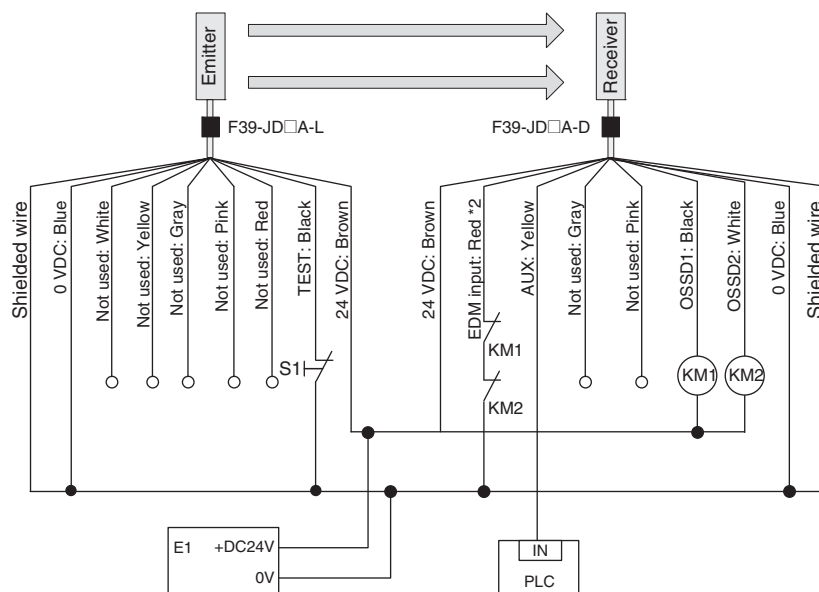 Emitter
Receiver
F39-JD□A-L
F39-JD□A-D
Shielded wire
0 VDC: Blue
Not used: White
Not used: Yellow
Not used: Gray
Not used: Pink
Not used: Red
TEST: Black
24 VDC: Brown
24 VDC: Brown
EDM input: Red *2
AUX: Yellow
Not used: Gray
Not used: Pink
OSSD1: Black
OSSD2: White
0 VDC: Blue
Shielded wire
S1
KM1
KM2
KM1
KM2
E1
+DC24V
0V
IN
PLC